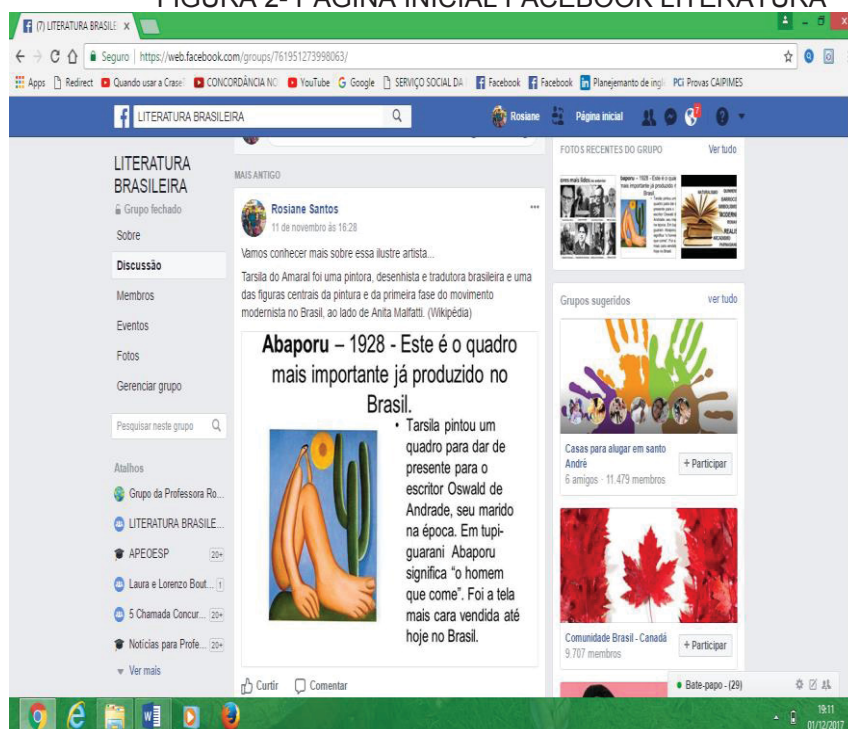 FIGURA 2- PÁGINA INICIAL FACEBOOK LITERATURA
(7) LITERATURA BRASILE
Seguro | https://web.facebook.com/groups/761951273998063/
Apps Redirect Quando usar a Crase CONCORDÂNCIA NO YouTube Google SERVIÇO SOCIAL DA Facebook Facebook Planejemanto de ingl PCi Provas CAIPIMES
LITERATURA BRASILEIRA
Rosiane Página inicial 7
LITERATURA
BRASILEIRA
Grupo fechado
Sobre
Discussão
Membros
Eventos
Fotos
Gerenciar grupo
Pesquisar neste grupo
Atalhos
Grupo da Professora Ro...
LITERATURA BRASILE...
APEOESP 20+
Laura e Lorenzo Bout... 1
5 Chamada Concur... 20+
Notícias para Profe... 20+
Ver mais
MAIS ANTIGO
Rosiane Santos
11 de novembro às 16:28
Vamos conhecer mais sobre essa ilustre artista...
Tarsila do Amaral foi uma pintora, desenhista e tradutora brasileira e uma
das figuras centrais da pintura e da primeira fase do movimento
modernista no Brasil, ao lado de Anita Malfatti. (Wikipédia)
Abaporu – 1928 - Este é o quadro
mais importante já produzido no
Brasil.
• Tarsila pintou um
quadro para dar de
presente para o
escritor Oswald de
Andrade, seu marido
na época. Em tupi-
guarani Abaporu
significa “o homem
que come”. Foi a tela
mais cara vendida até
hoje no Brasil.
Curtir Comentar
FOTOS RECENTES DO GRUPO Ver tudo
Grupos sugeridos ver tudo
Casas para alugar em santo
André
6 amigos · 11.479 membros
+ Participar
Comunidade Brasil - Canadá
9.707 membros
+ Participar
Bate-papo - (29)
19:11
01/12/2017